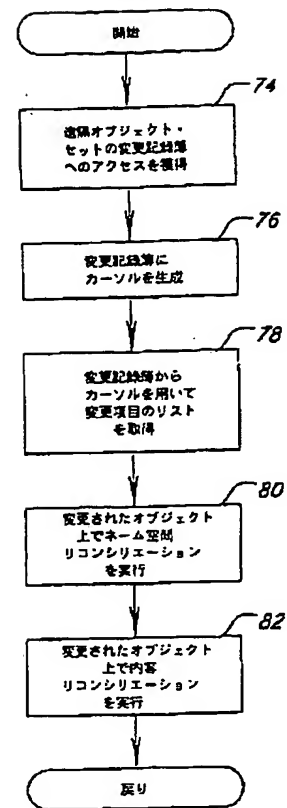 開始
74
遠隔オブジェクト・
セットの変更記録簿
へのアクセスを獲得
76
変更記録簿に
カーソルを生成
78
変更記録簿から
カーソルを用いて
変更項目のリスト
を取得
80
変更されたオブジェクト
上でネーム空間
リコンシリエーション
を実行
82
変更されたオブジェクト
上で内容
リコンシリエーション
を実行
戻り